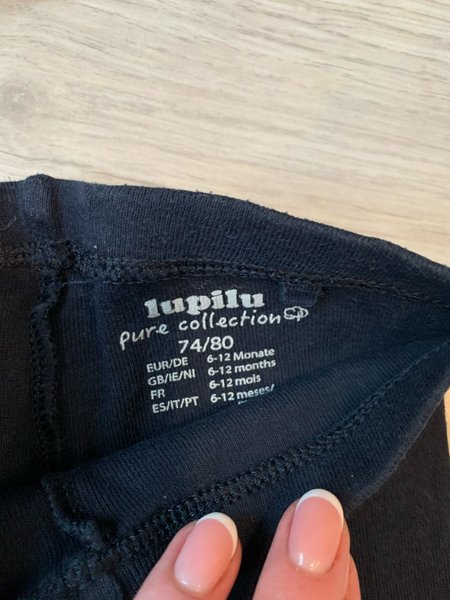 lupilu
pure collection
74/80
EUR/DE 6-12 Monate
GB/IE/NI 6-12 months
FR 6-12 mois
ES/IT/PT 6-12 meses/